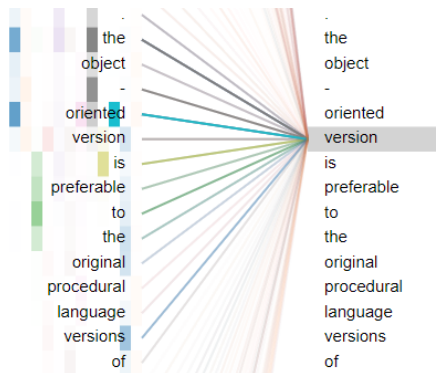 . .
the the
object object
- -
oriented oriented
version version
is is
preferable preferable
to to
the the
original original
procedural procedural
language language
versions versions
of of